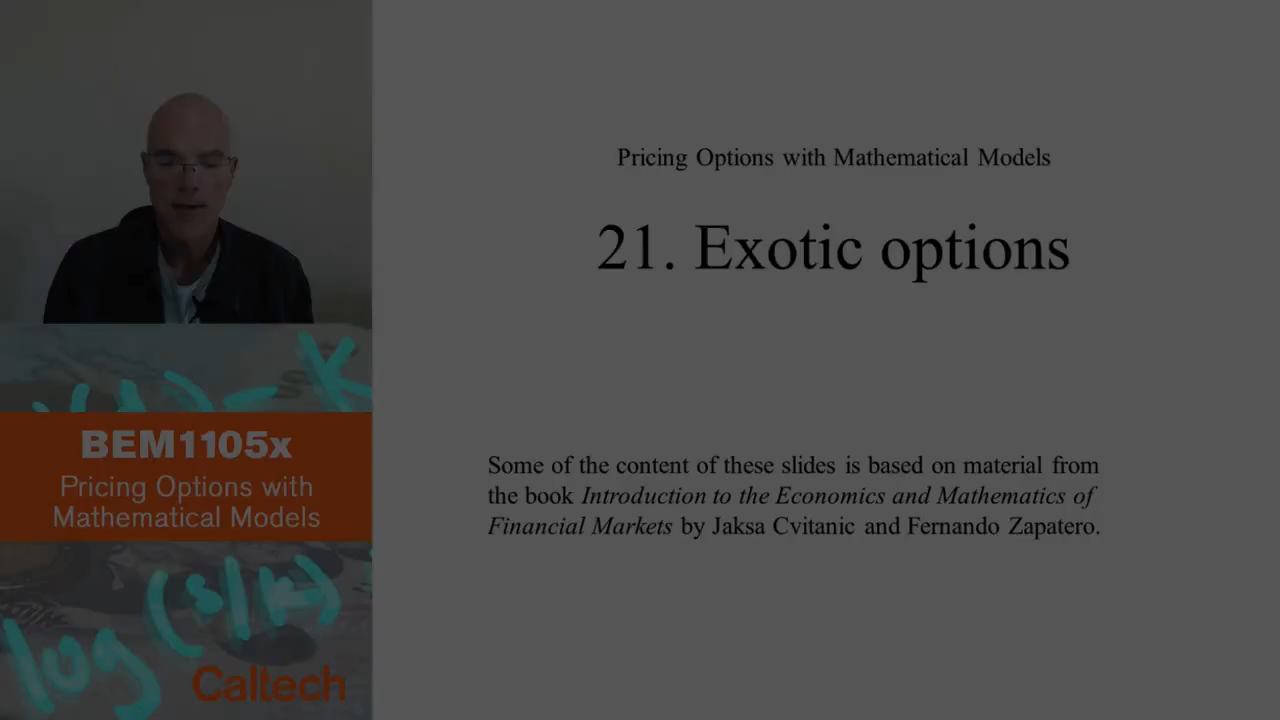 BEM1105x
Pricing Options with
Mathematical Models
log(s/k)
Caltech
Pricing Options with Mathematical Models
21. Exotic options
Some of the content of these slides is based on material from
the book Introduction to the Economics and Mathematics of
Financial Markets by Jaksa Cvitanic and Fernando Zapatero.